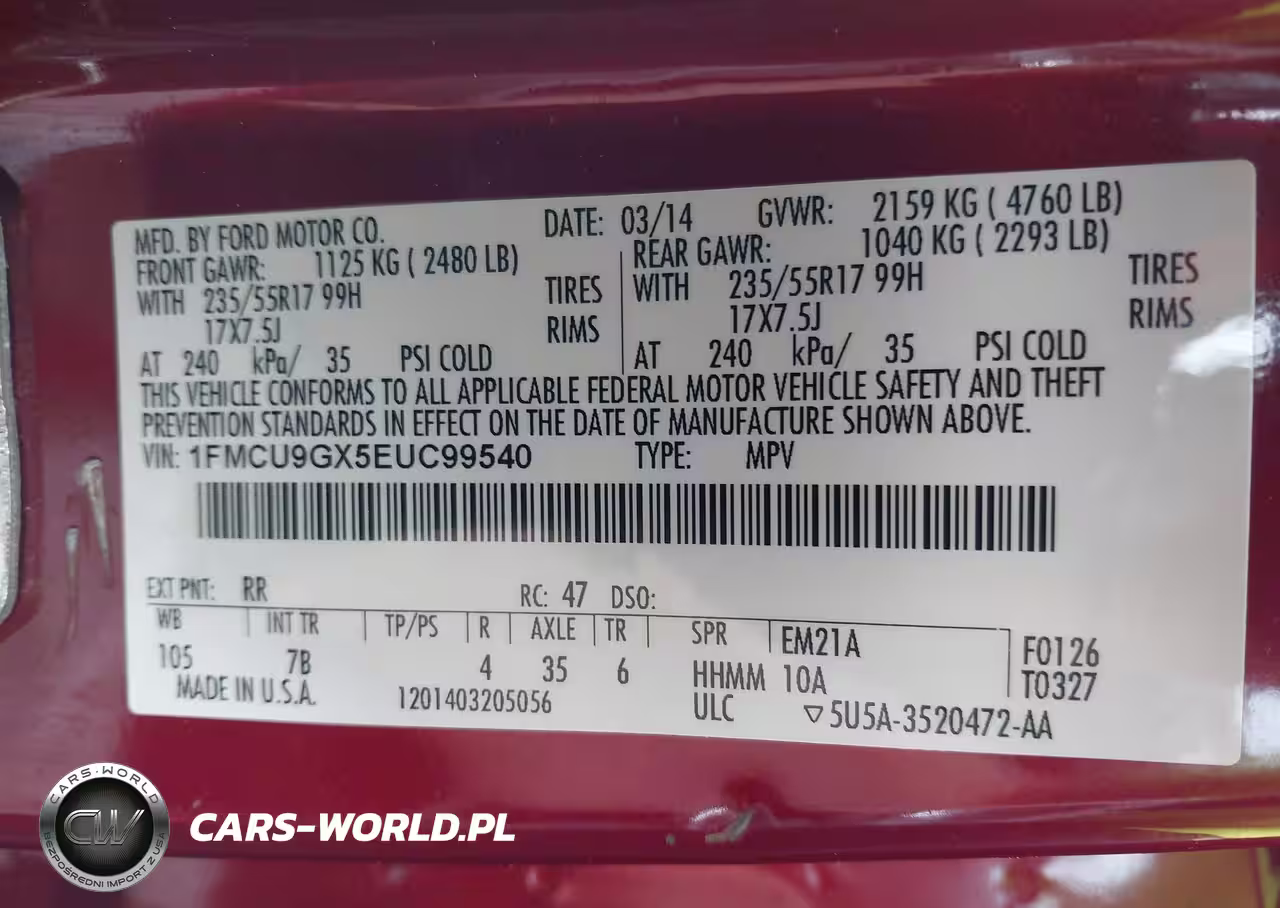 MFD. BY FORD MOTOR CO. DATE: 03/14 GVWR: 2159 KG ( 4760 LB)
FRONT GAWR: 1125 KG ( 2480 LB) REAR GAWR: 1040 KG ( 2293 LB)
WITH 235/55R17 99H TIRES WITH 235/55R17 99H TIRES
17X7.5J RIMS 17X7.5J RIMS
AT 240 kPa/ 35 PSI COLD AT 240 kPa/ 35 PSI COLD
THIS VEHICLE CONFORMS TO ALL APPLICABLE FEDERAL MOTOR VEHICLE SAFETY AND THEFT
PREVENTION STANDARDS IN EFFECT ON THE DATE OF MANUFACTURE SHOWN ABOVE.
VIN: 1FMCU9GX5EUC99540 TYPE: MPV
EXT PNT: RR RC: 47 DSO:
WB INT TR TP/PS R AXLE TR SPR EM21A F0126
105 7B 4 35 6 HHMM 10A T0327
MADE IN U.S.A. 1201403205056 ULC ▽5U5A-3520472-AA
CARS-WORLD
CW
BEZPOŚREDNI IMPORT Z USA
CARS-WORLD.PL